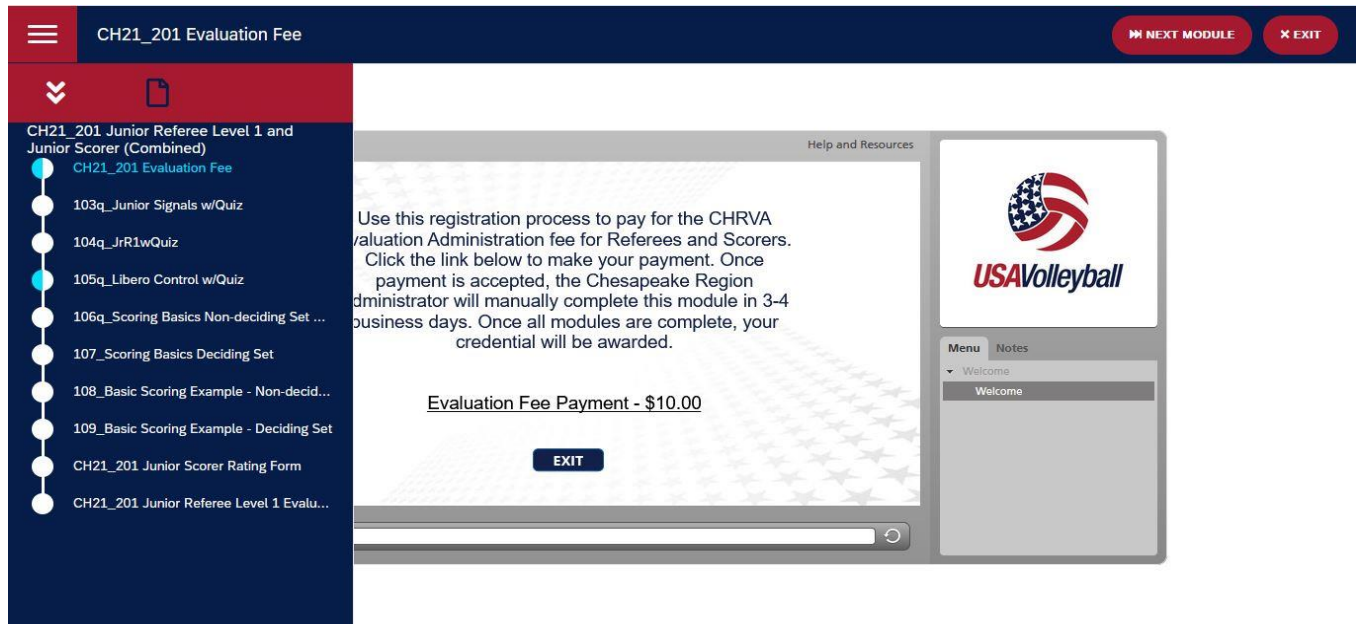 CH21_201 Evaluation Fee
NEXT MODULE
EXIT
CH21_201 Junior Referee Level 1 and
Junior Scorer (Combined)
CH21_201 Evaluation Fee
103q_Junior Signals w/Quiz
104q_JrR1wQuiz
105q_Libero Control w/Quiz
106q_Scoring Basics Non-deciding Set ...
107_Scoring Basics Deciding Set
108_Basic Scoring Example - Non-decid...
109_Basic Scoring Example - Deciding Set
CH21_201 Junior Scorer Rating Form
CH21_201 Junior Referee Level 1 Evalu...
Help and Resources
Use this registration process to pay for the CHRVA
valuation Administration fee for Referees and Scorers.
Click the link below to make your payment. Once
payment is accepted, the Chesapeake Region
dministrator will manually complete this module in 3-4
business days. Once all modules are complete, your
credential will be awarded.
Evaluation Fee Payment - $10.00
EXIT
USAVolleyball
Menu Notes
Welcome
Welcome